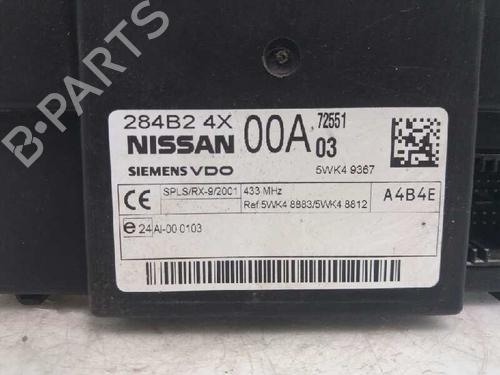 284B2 4X 00A 72551
NISSAN 03
SIEMENS VDO 5WK4 9367
CE SPLS/RX-9/2001 433 MHz A4B4E
Ref.5WK4 8883/5WK4 8812
e 24 AI-00 0103
B-PARTS